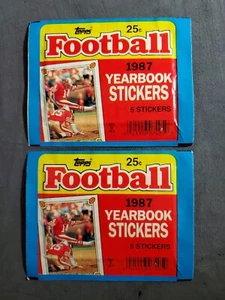 Topps
25¢
Football
1987
YEARBOOK
STICKERS
5 STICKERS
Topps
25¢
Football
1987
YEARBOOK
STICKERS
5 STICKERS